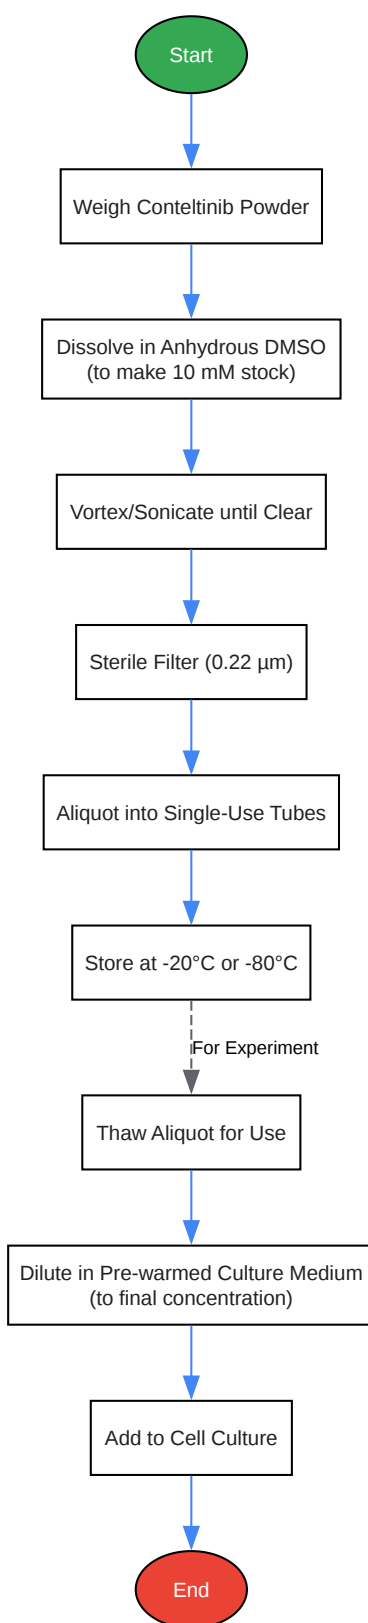 Start
Weigh Conteltinib Powder
Dissolve in Anhydrous DMSO
(to make 10 mM stock)
Vortex/Sonicate until Clear
Sterile Filter (0.22 µm)
Aliquot into Single-Use Tubes
Store at -20°C or -80°C
For Experiment
Thaw Aliquot for Use
Dilute in Pre-warmed Culture Medium
(to final concentration)
Add to Cell Culture
End